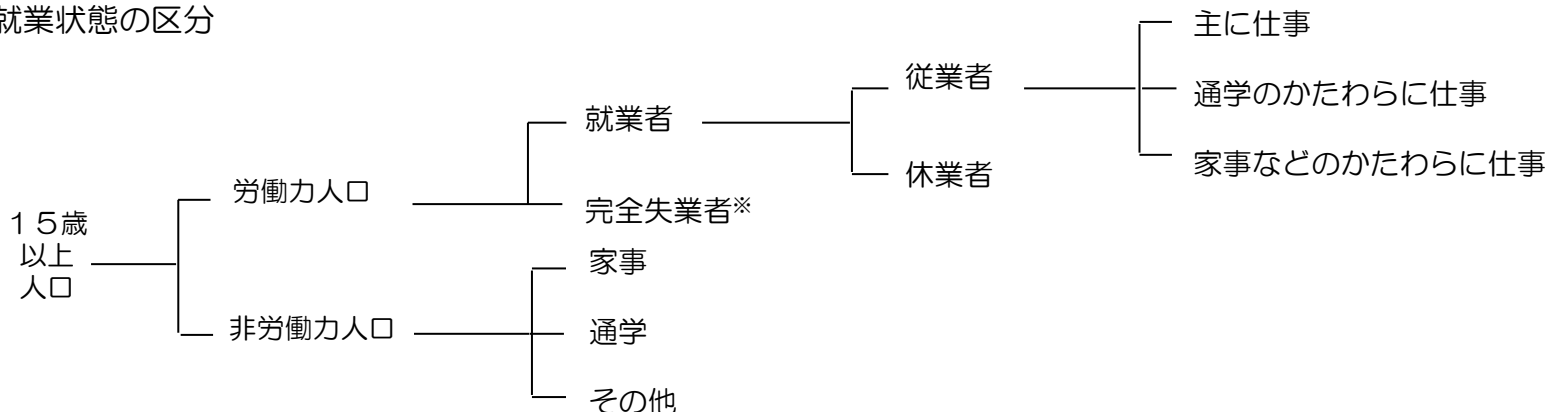 就業状態の区分
主に仕事
従業者
通学のかたわらに仕事
就業者
家事などのかたわらに仕事
休業者
労働力人口
完全失業者※
１５歳
以上
人口
家事
非労働力人口
通学
その他